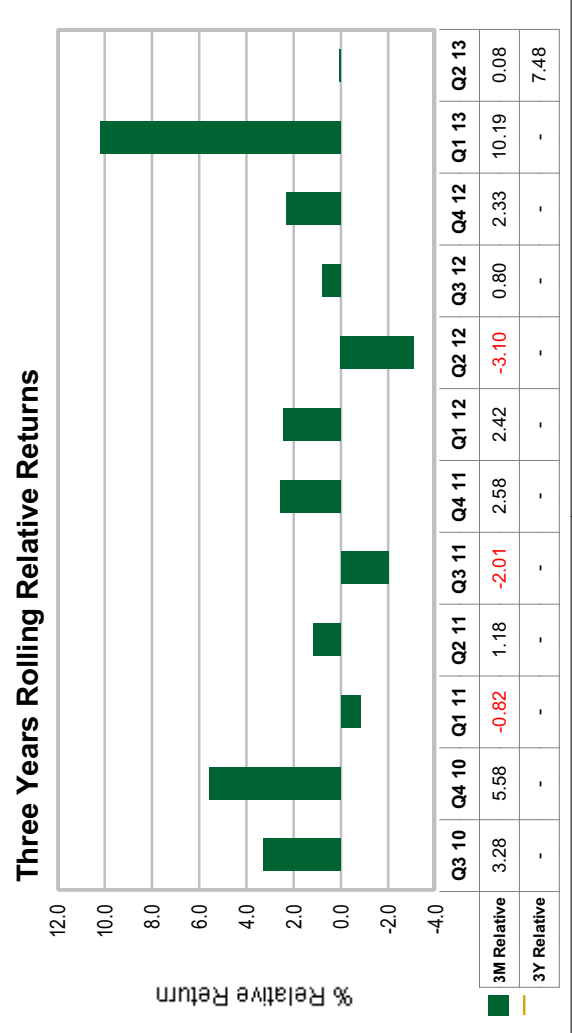 Three Years Rolling Relative Returns
% Relative Return
12.0
10.0
8.0
6.0
4.0
2.0
0.0
-2.0
-4.0
Q3 10 Q4 10 Q1 11 Q2 11 Q3 11 Q4 11 Q1 12 Q2 12 Q3 12 Q4 12 Q1 13 Q2 13
3M Relative 3.28 5.58 -0.82 1.18 -2.01 2.58 2.42 -3.10 0.80 2.33 10.19 0.08
3Y Relative - - - - - - - - - - - 7.48